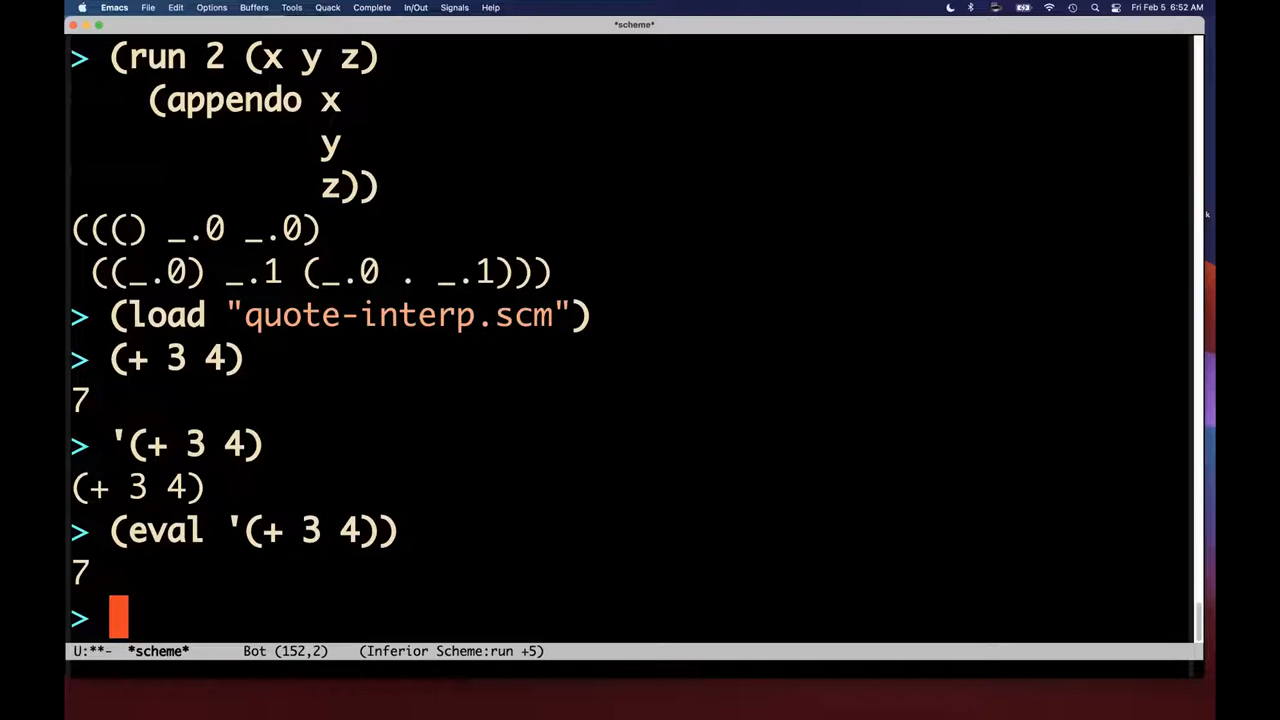 Emacs File Edit Options Buffers Tools Quack Complete In/Out Signals Help Fri Feb 5 6:52 AM
*scheme*
> (run 2 (x y z)
(appendo x
y
z))
((() _.0 _.0)
((_.0) _.1 (_.0 . _.1)))
> (load "quote-interp.scm")
> (+ 3 4)
7
> '(+ 3 4)
(+ 3 4)
> (eval '(+ 3 4))
7
>
U:**- *scheme* Bot (152,2) (Inferior Scheme:run +5)